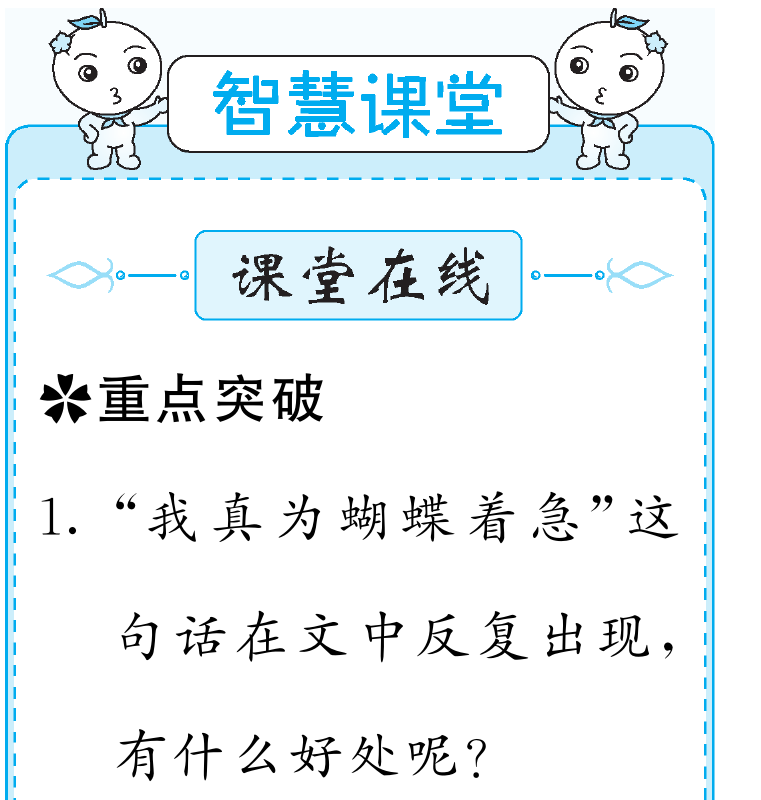 智慧课堂
课堂在线
重点突破
1.“我真为蝴蝶着急”这
句话在文中反复出现，
有什么好处呢？